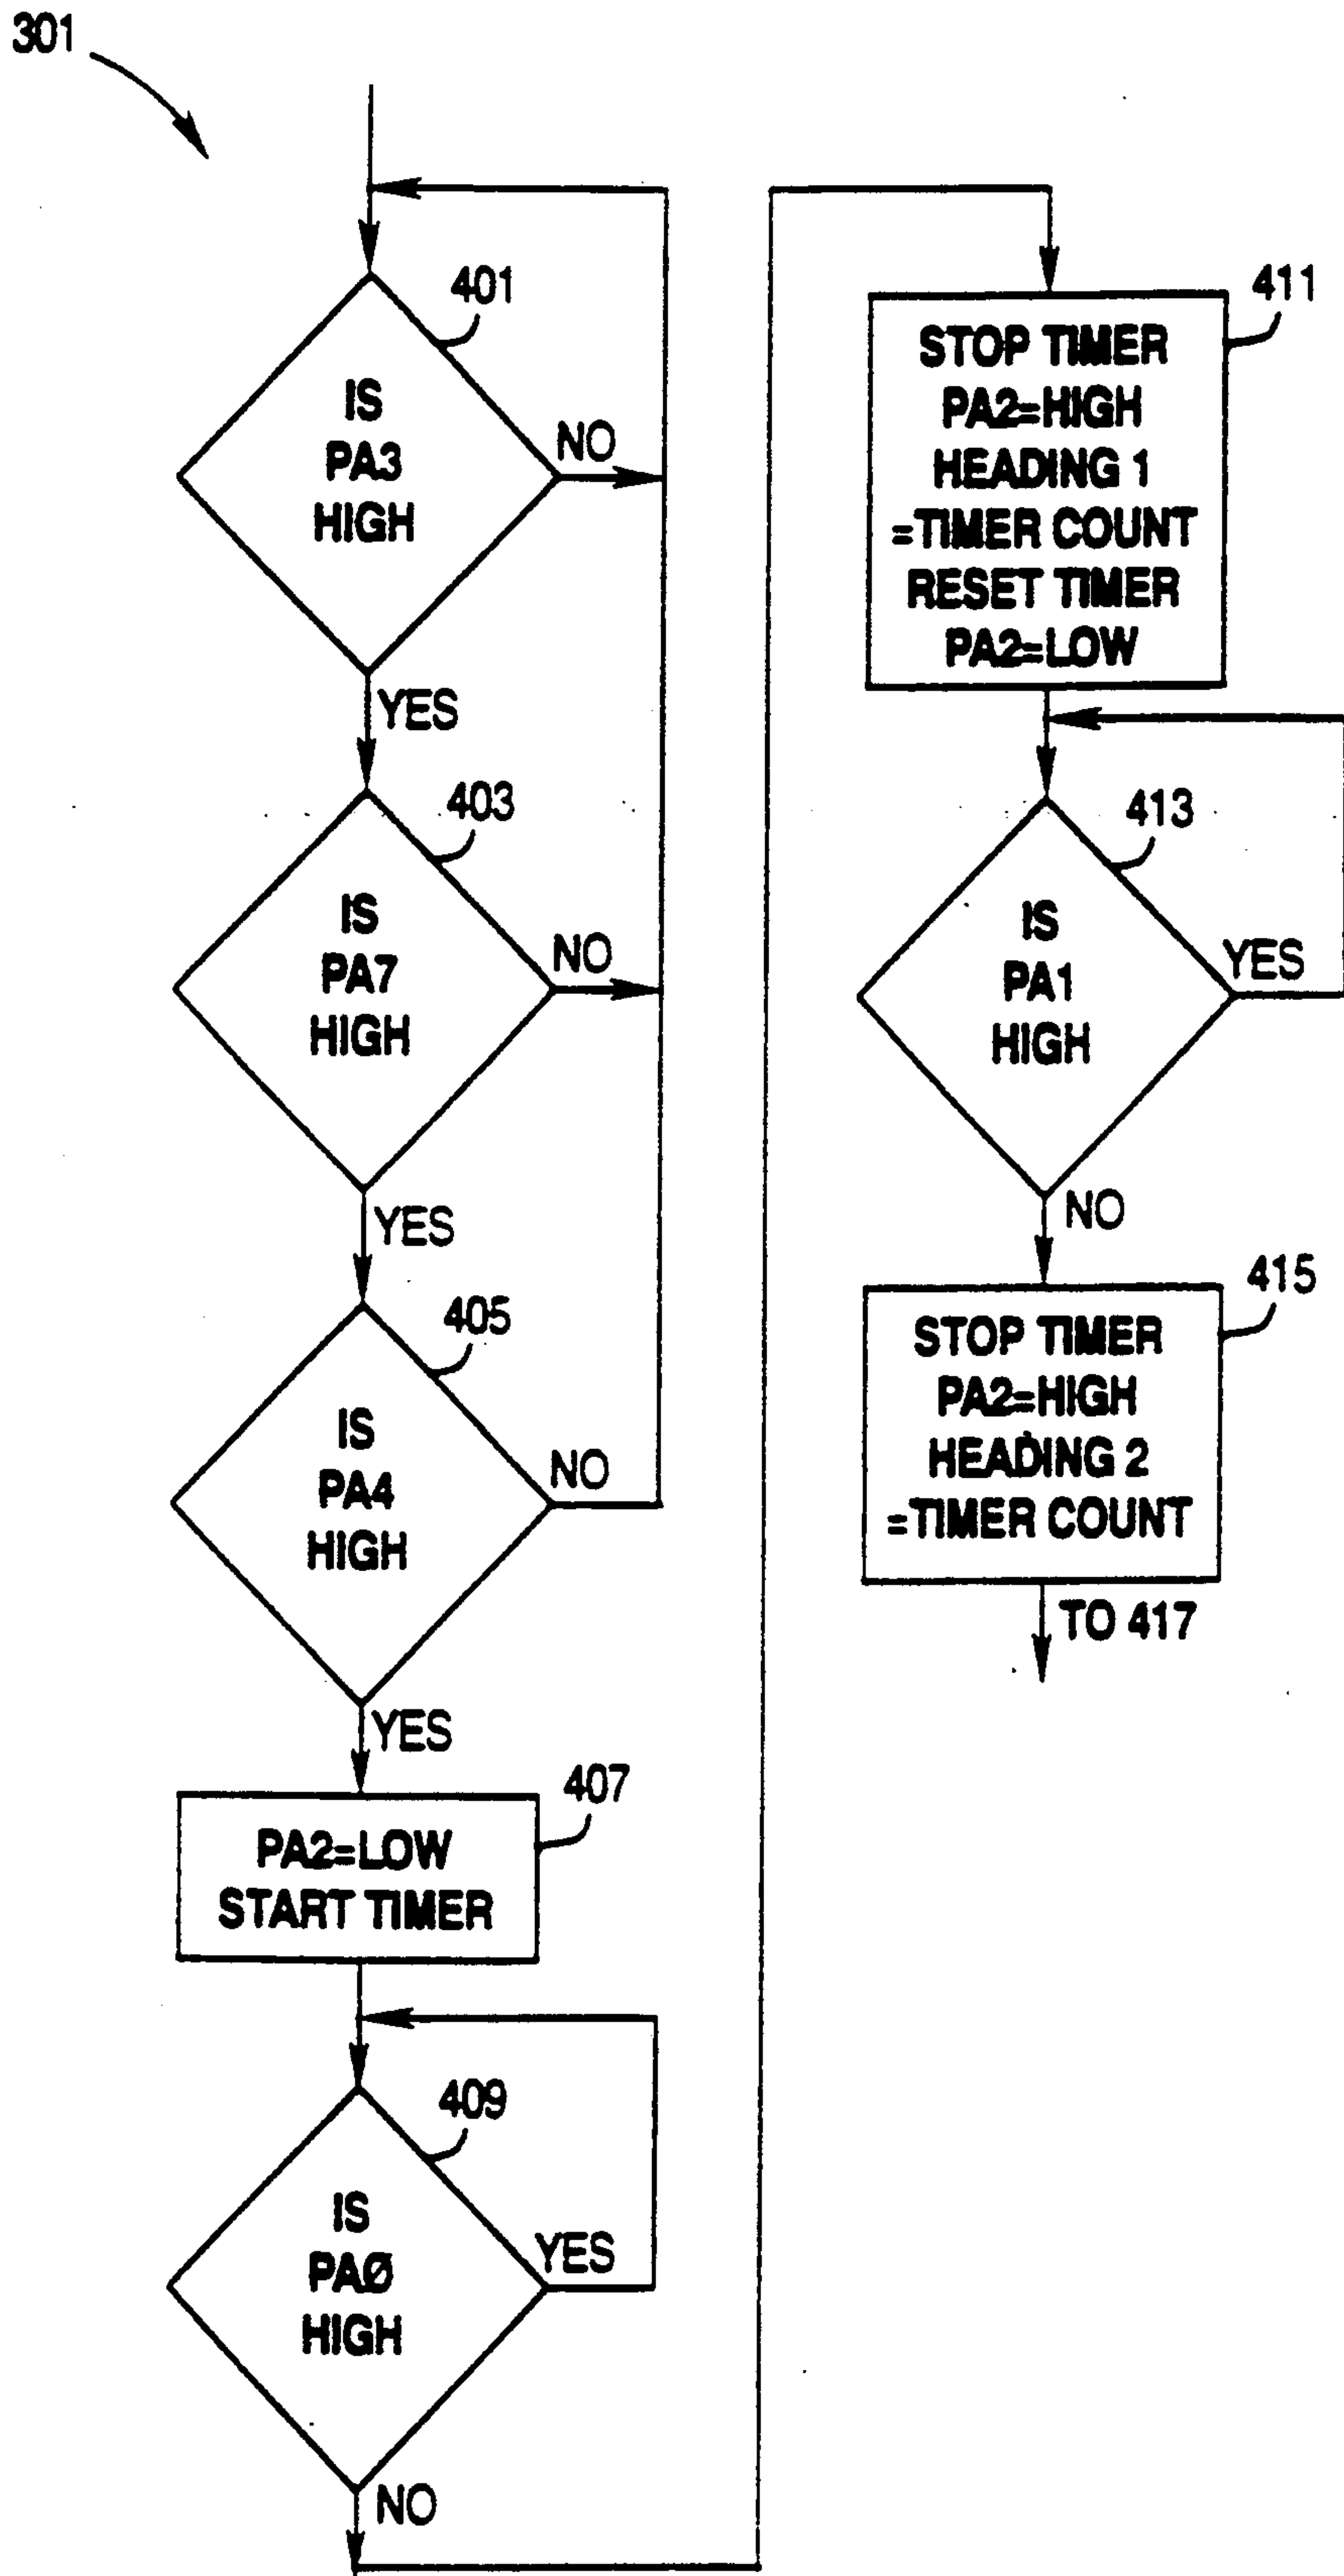 301
401
IS
PA3
HIGH
NO
YES
403
IS
PA7
HIGH
NO
YES
405
IS
PA4
HIGH
NO
YES
407
PA2=LOW
START TIMER
409
IS
PAØ
HIGH
YES
NO
411
STOP TIMER
PA2=HIGH
HEADING 1
=TIMER COUNT
RESET TIMER
PA2=LOW
413
IS
PA1
HIGH
YES
NO
415
STOP TIMER
PA2=HIGH
HEADING 2
=TIMER COUNT
TO 417